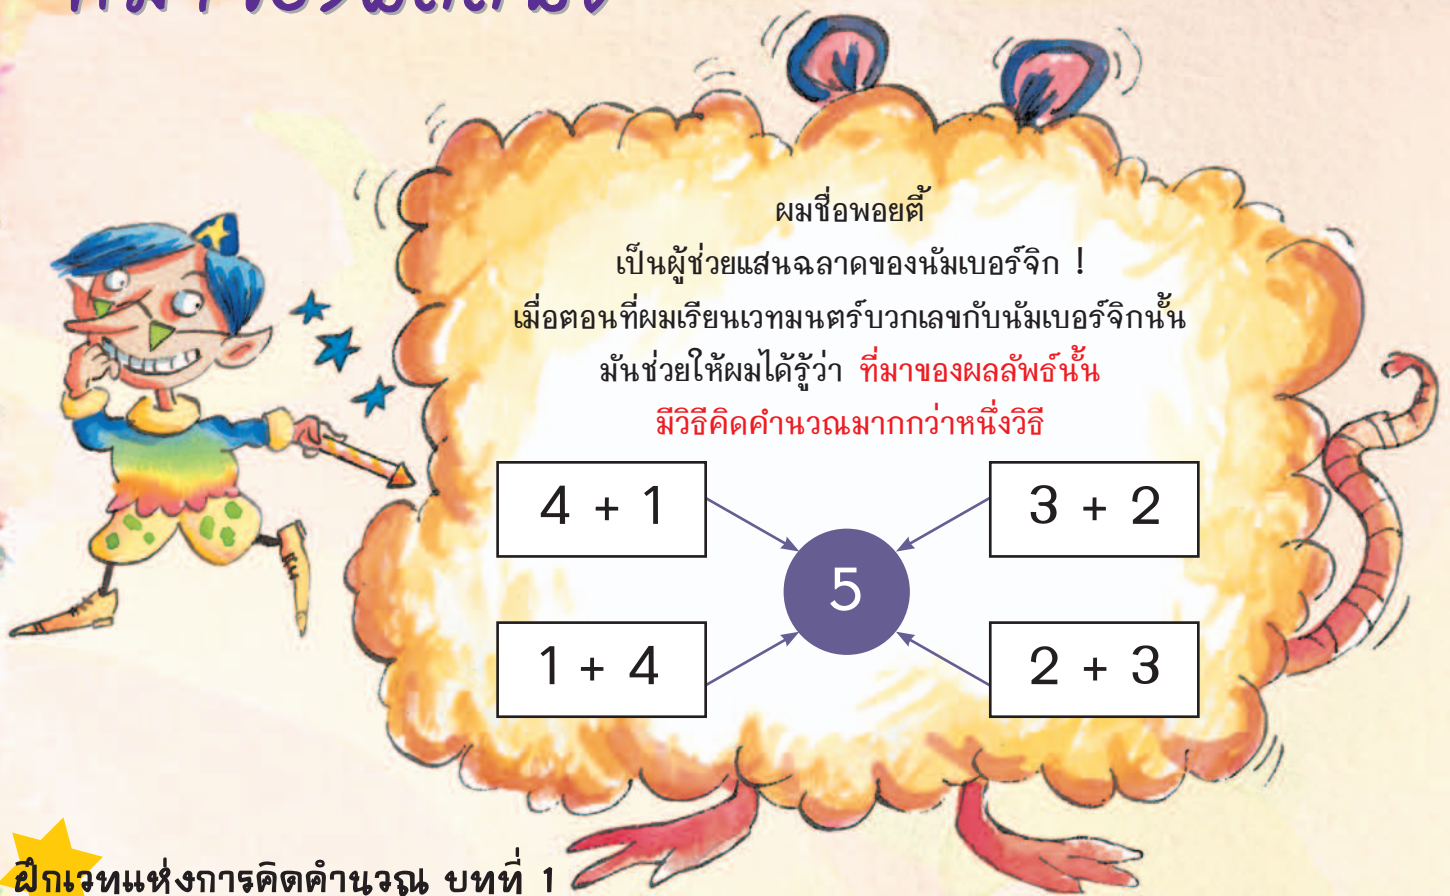 ผมชื่อพอยตี้
เป็นผู้ช่วยแสนฉลาดของนัมเบอร์จิก !
เมื่อตอนที่ผมเรียนเวทมนตร์บวกเลขกับนัมเบอร์จิกนั้น
มันช่วยให้ผมได้รู้ว่า ที่มาของผลลัพธ์นั้น
มีวิธีคิดคำนวณมากกว่าหนึ่งวิธี
4 + 1
3 + 2
5
1 + 4
2 + 3
ฝึกเวทแห่งการคิดคำนวณ บทที่ 1